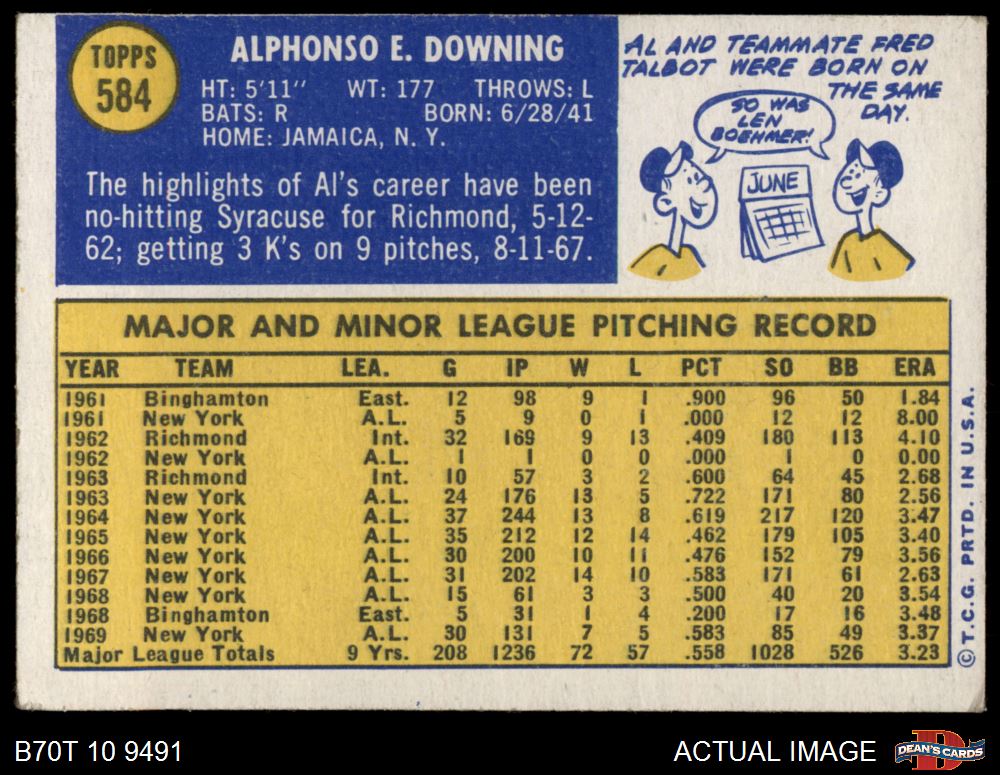 TOPPS
584
ALPHONSO E. DOWNING
HT: 5'11" WT: 177 THROWS: L
BATS: R BORN: 6/28/41
HOME: JAMAICA, N. Y.
The highlights of Al's career have been
no-hitting Syracuse for Richmond, 5-12-
62; getting 3 K's on 9 pitches, 8-11-67.
AL AND TEAMMATE FRED
TALBOT WERE BORN ON
THE SAME
DAY.
SO WAS
LEN
BOEHMER!
JUNE
MAJOR AND MINOR LEAGUE PITCHING RECORD
YEAR TEAM LEA. G IP W L PCT SO BB ERA
1961 Binghamton East. 12 98 9 1 .900 96 50 1.84
1961 New York A.L. 5 9 0 1 .000 12 12 8.00
1962 Richmond Int. 32 169 9 13 .409 180 113 4.10
1962 New York A.L. 1 1 0 0 .000 1 0 0.00
1963 Richmond Int. 10 57 3 2 .600 64 45 2.68
1963 New York A.L. 24 176 13 5 .722 171 80 2.56
1964 New York A.L. 37 244 13 8 .619 217 120 3.47
1965 New York A.L. 35 212 12 14 .462 179 105 3.40
1966 New York A.L. 30 200 10 11 .476 152 79 3.56
1967 New York A.L. 31 202 14 10 .583 171 61 2.63
1968 New York A.L. 15 61 3 3 .500 40 20 3.54
1968 Binghamton East. 5 31 1 4 .200 17 16 3.48
1969 New York A.L. 30 131 7 5 .583 85 49 3.37
Major League Totals 9 Yrs. 208 1236 72 57 .558 1028 526 3.23
© T.C.G. PRTD. IN U.S.A.
B70T 10 9491
ACTUAL IMAGE
DEAN'S CARDS